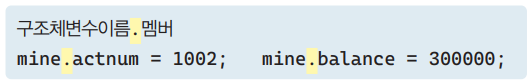 구조체변수이름.멤버
mine.actnum = 1002;   mine.balance = 300000;